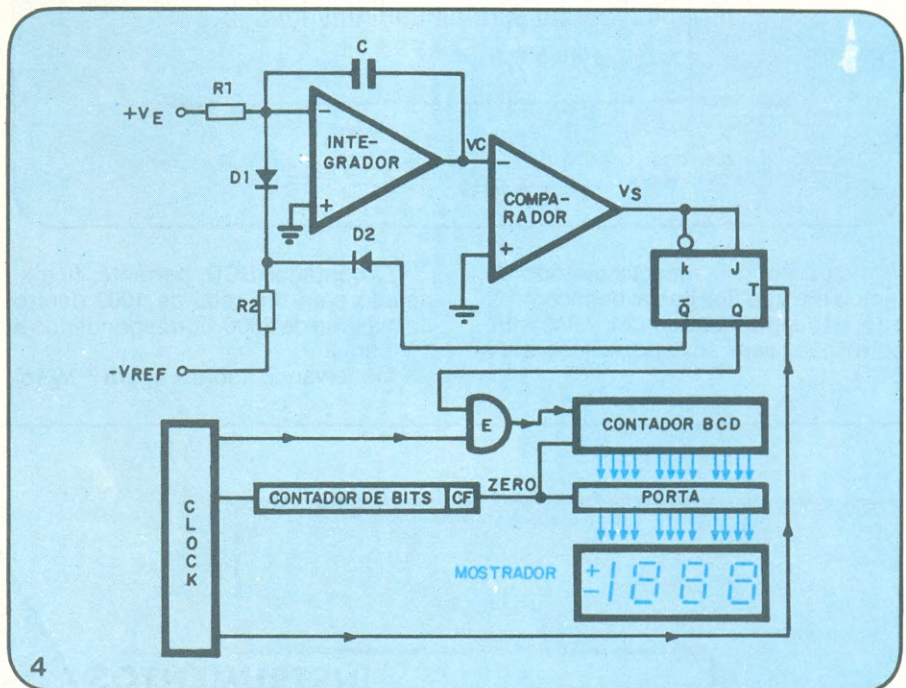 C
R1
+VE
INTE-
GRADOR
VC
D1
COMPA-
RADOR
VS
D2
k
J
T
Q̅
Q
R2
-VREF
E
CONTADOR BCD
CLOCK
CONTADOR DE BITS
CF
ZERO
PORTA
MOSTRADOR
+
-
1888
4